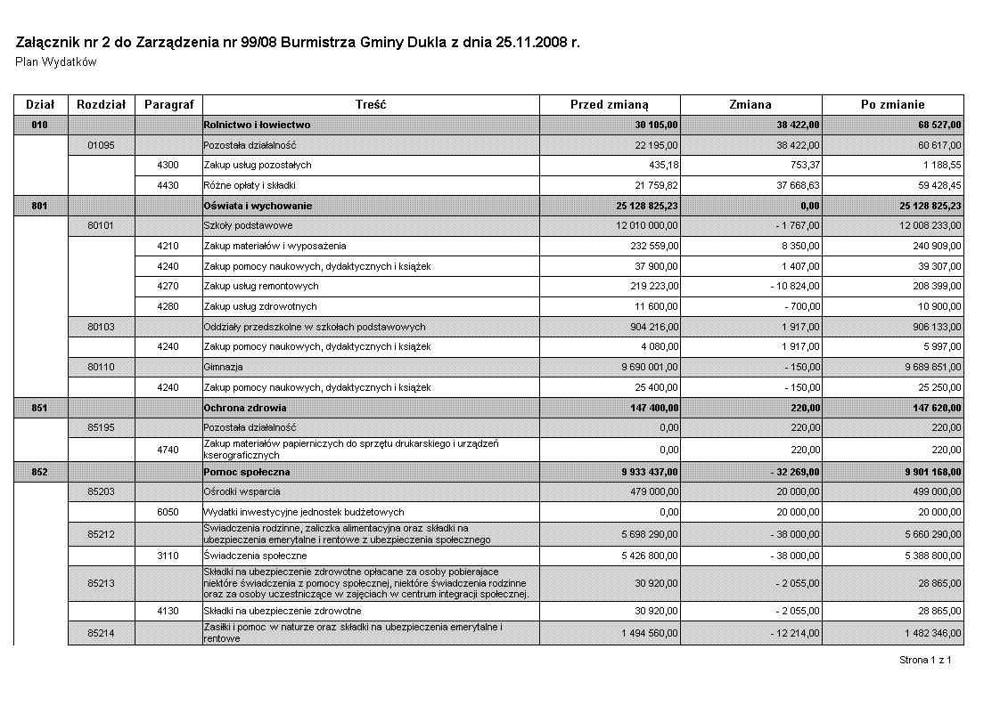 Załącznik nr 2 do Zarządzenia nr 99/08 Burmistrza Gminy Dukla z dnia 25.11.2008 r.
Plan Wydatków
Dział Rozdział Paragraf Treść Przed zmianą Zmiana Po zmianie
010 Rolnictwo i łowiectwo 30 105,00 38 422,00 68 527,00
01095 Pozostała działalność 22 195,00 38 422,00 60 617,00
4300 Zakup usług pozostałych 435,18 753,37 1 188,55
4430 Różne opłaty i składki 21 759,82 37 668,63 59 428,45
801 Oświata i wychowanie 25 128 825,23 0,00 25 128 825,23
80101 Szkoły podstawowe 12 010 000,00 - 1 767,00 12 008 233,00
4210 Zakup materiałów i wyposażenia 232 559,00 8 350,00 240 909,00
4240 Zakup pomocy naukowych, dydaktycznych i książek 37 900,00 1 407,00 39 307,00
4270 Zakup usług remontowych 219 223,00 - 10 824,00 208 399,00
4280 Zakup usług zdrowotnych 11 600,00 - 700,00 10 900,00
80103 Oddziały przedszkolne w szkołach podstawowych 904 216,00 1 917,00 906 133,00
4240 Zakup pomocy naukowych, dydaktycznych i książek 4 080,00 1 917,00 5 997,00
80110 Gimnazja 9 690 001,00 - 150,00 9 689 851,00
4240 Zakup pomocy naukowych, dydaktycznych i książek 25 400,00 - 150,00 25 250,00
851 Ochrona zdrowia 147 400,00 220,00 147 620,00
85195 Pozostała działalność 0,00 220,00 220,00
4740 Zakup materiałów papierniczych do sprzętu drukarskiego i urządzeń
kserograficznych 0,00 220,00 220,00
852 Pomoc społeczna 9 933 437,00 - 32 269,00 9 901 168,00
85203 Ośrodki wsparcia 479 000,00 20 000,00 499 000,00
6050 Wydatki inwestycyjne jednostek budżetowych 0,00 20 000,00 20 000,00
85212 Świadczenia rodzinne, zaliczka alimentacyjna oraz składki na
ubezpieczenia emerytalne i rentowe z ubezpieczenia społecznego 5 698 290,00 - 38 000,00 5 660 290,00
3110 Świadczenia społeczne 5 426 800,00 - 38 000,00 5 388 800,00
Składki na ubezpieczenie zdrowotne opłacane za osoby pobierajace
85213 niektóre świadczenia z pomocy społecznej, niektóre świadczenia rodzinne 30 920,00 - 2 055,00 28 865,00
oraz za osoby uczestniczące w zajęciach w centrum integracji społecznej.
4130 Składki na ubezpieczenie zdrowotne 30 920,00 - 2 055,00 28 865,00
85214 Zasiłki i pomoc w naturze oraz składki na ubezpieczenia emerytalne i
rentowe 1 494 560,00 - 12 214,00 1 482 346,00
Strona 1 z 1